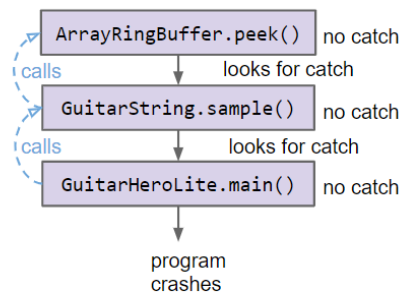 ArrayRingBuffer.peek() no catch
calls looks for catch
GuitarString.sample() no catch
calls looks for catch
GuitarHeroLite.main() no catch
program
crashes